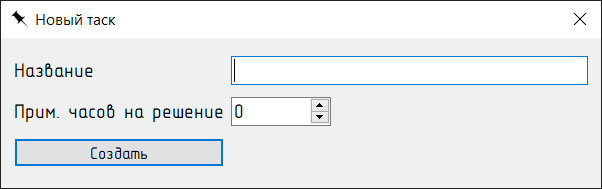 Новый таск
Название
Прим. часов на решение 0
Создать